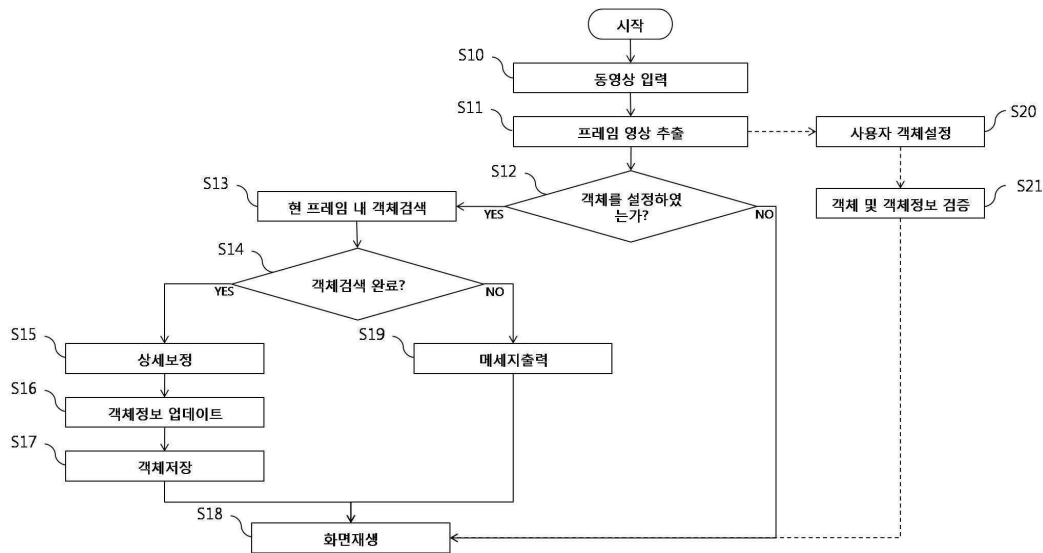 시작
S10
동영상 입력
S11
프레임 영상 추출
S20
사용자 객체설정
S12
객체를 설정하였
는가?
YES
NO
S13
현 프레임 내 객체검색
S21
객체 및 객체정보 검증
S14
객체검색 완료?
YES
NO
S15
상세보정
S19
메세지출력
S16
객체정보 업데이트
S17
객체저장
S18
화면재생